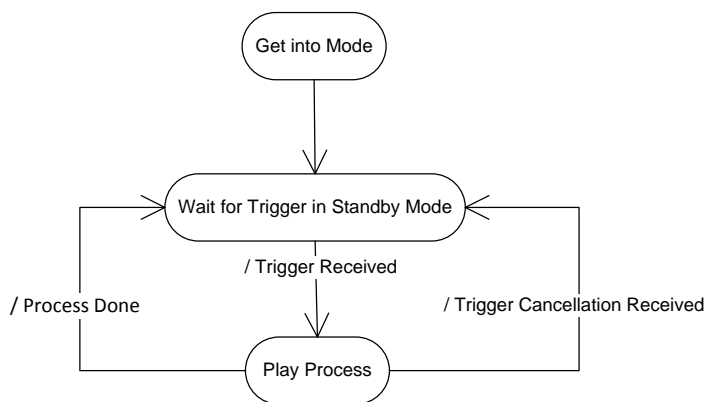 Get into Mode
Wait for Trigger in Standby Mode
/ Trigger Received
/ Process Done
/ Trigger Cancellation Received
Play Process